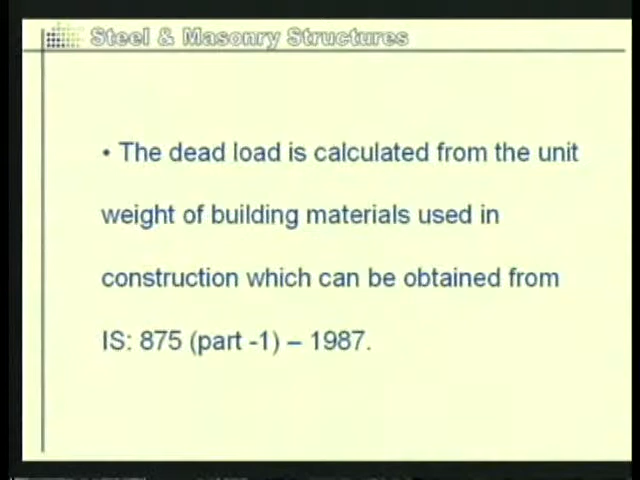 Steel & Masonry Structures
• The dead load is calculated from the unit
weight of building materials used in
construction which can be obtained from
IS: 875 (part -1) – 1987.